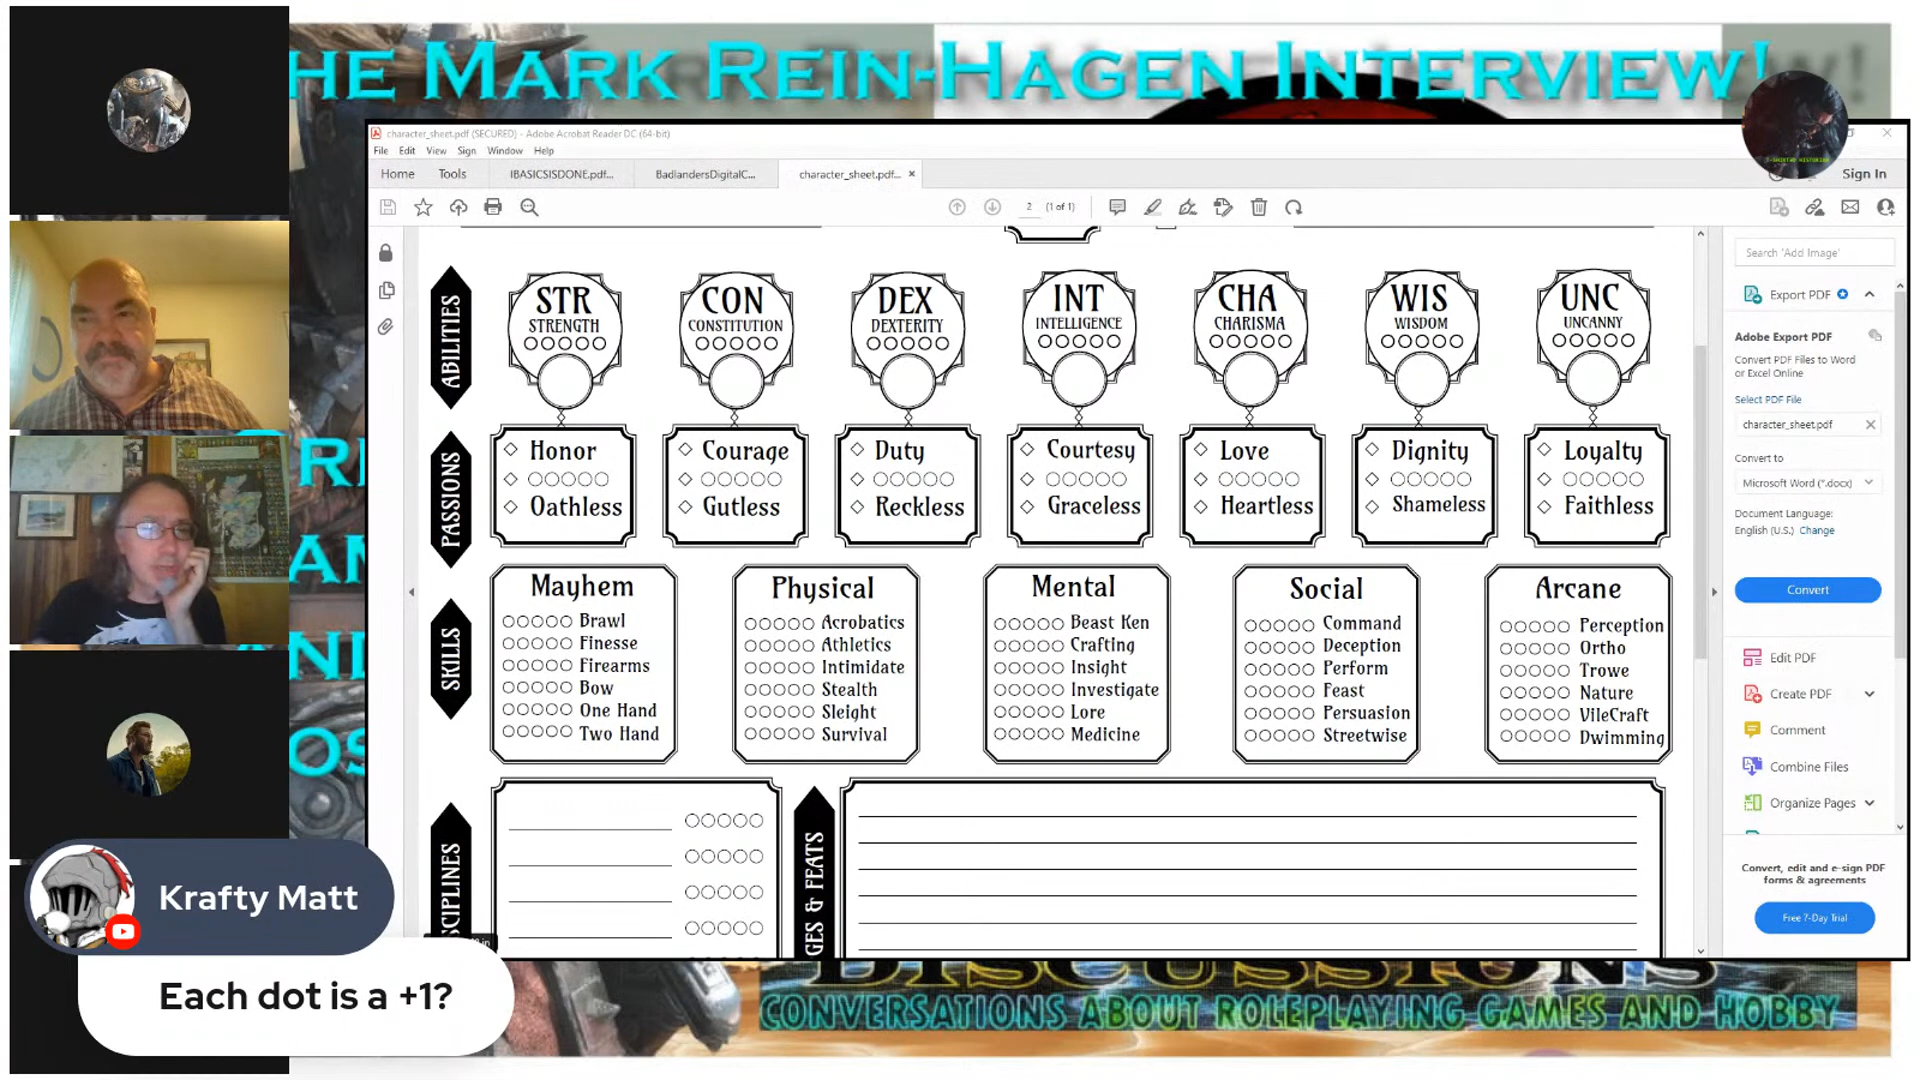 HE MARK REIN-HAGEN INTERVIEW!
character_sheet.pdf (SECURED) - Adobe Acrobat Reader DC (64-bit)
File Edit View Sign Window Help
Home Tools IBASICSISDONE.pdf... BadlandersDigitalC... character_sheet.pdf... × Sign In
2 (1 of 1)
ABILITIES
STR CON DEX INT CHA WIS UNC
STRENGTH CONSTITUTION DEXTERITY INTELLIGENCE CHARISMA WISDOM UNCANNY
PASSIONS
Honor Courage Duty Courtesy Love Dignity Loyalty
Oathless Gutless Reckless Graceless Heartless Shameless Faithless
SKILLS
Mayhem
Brawl
Finesse
Firearms
Bow
One Hand
Two Hand
Physical
Acrobatics
Athletics
Intimidate
Stealth
Sleight
Survival
Mental
Beast Ken
Crafting
Insight
Investigate
Lore
Medicine
Social
Command
Deception
Perform
Feast
Persuasion
Streetwise
Arcane
Perception
Ortho
Trowe
Nature
VileCraft
Dwimming
SCIPLINES
GES & FEATS
Search 'Add Image'
Export PDF
Adobe Export PDF
Convert PDF Files to Word
or Excel Online
Select PDF File
character_sheet.pdf
Convert to
Microsoft Word (*.docx)
Document Language:
English (U.S.) Change
Convert
Edit PDF
Create PDF
Comment
Combine Files
Organize Pages
Convert, edit and e-sign PDF
forms & agreements
Free 7-Day Trial
Krafty Matt
Each dot is a +1?
DISCUSSIONS
CONVERSATIONS ABOUT ROLEPLAYING GAMES AND HOBBY